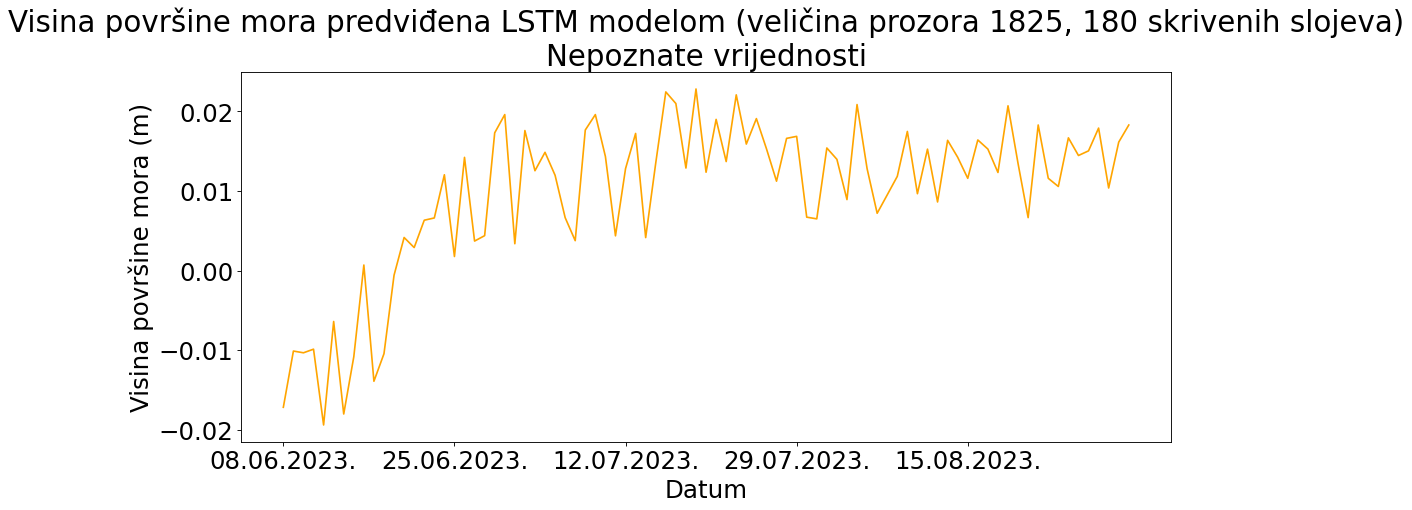 Visina površine mora predviđena LSTM modelom (veličina prozora 1825, 180 skrivenih slojeva)
Nepoznate vrijednosti
Visina površine mora (m)
0.02
0.01
0.00
−0.01
−0.02
08.06.2023. 25.06.2023. 12.07.2023. 29.07.2023. 15.08.2023.
Datum